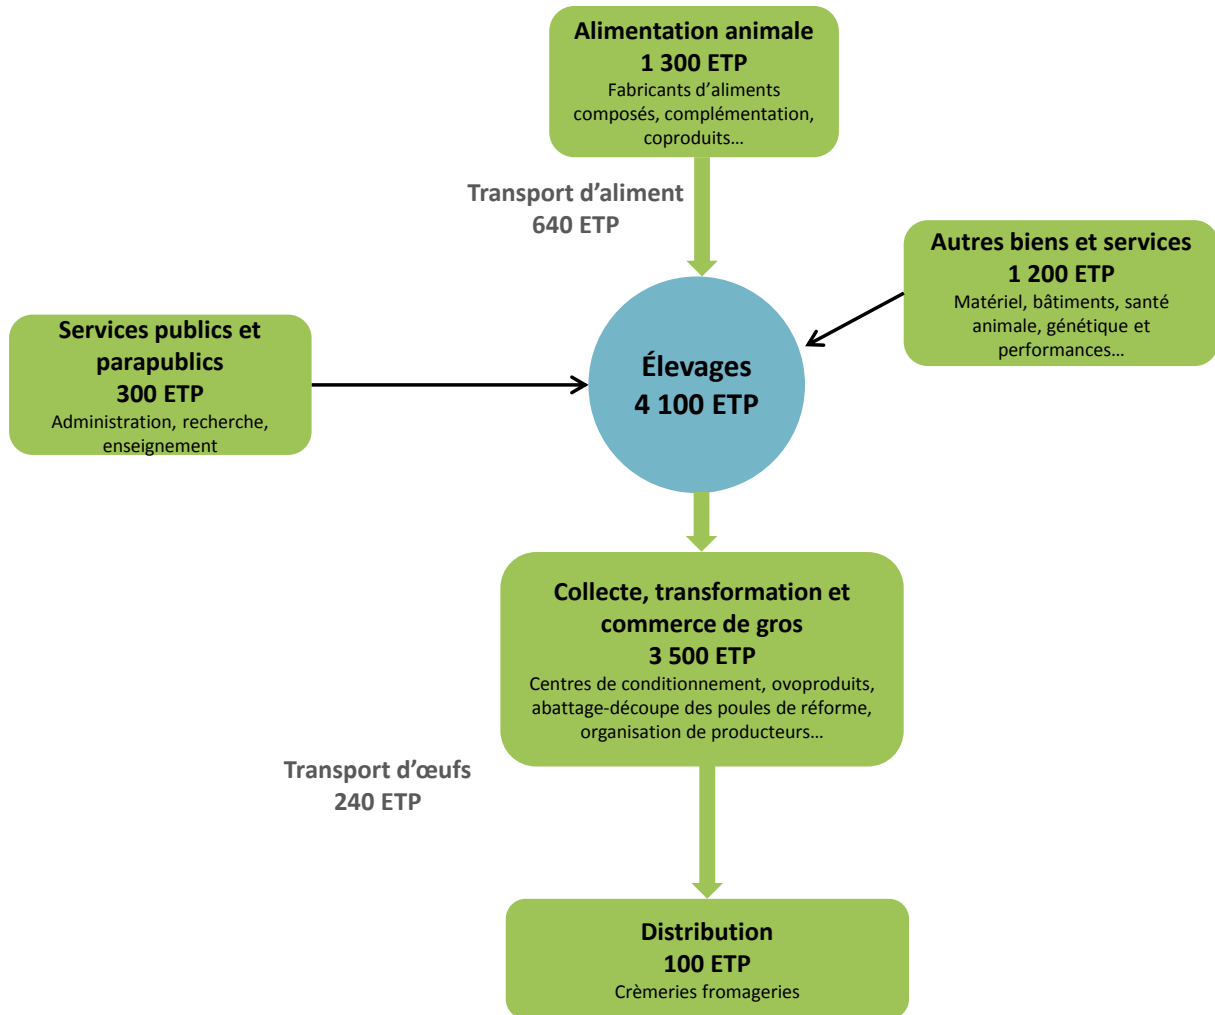 Alimentation animale
1 300 ETP
Fabricants d’aliments
composés, complémentation,
coproduits…
Transport d’aliment
640 ETP
Autres biens et services
1 200 ETP
Matériel, bâtiments, santé
animale, génétique et
performances…
Services publics et
parapublics
300 ETP
Administration, recherche,
enseignement
Élevages
4 100 ETP
Collecte, transformation et
commerce de gros
3 500 ETP
Centres de conditionnement, ovoproduits,
abattage-découpe des poules de réforme,
organisation de producteurs…
Transport d’œufs
240 ETP
Distribution
100 ETP
Crèmeries fromageries